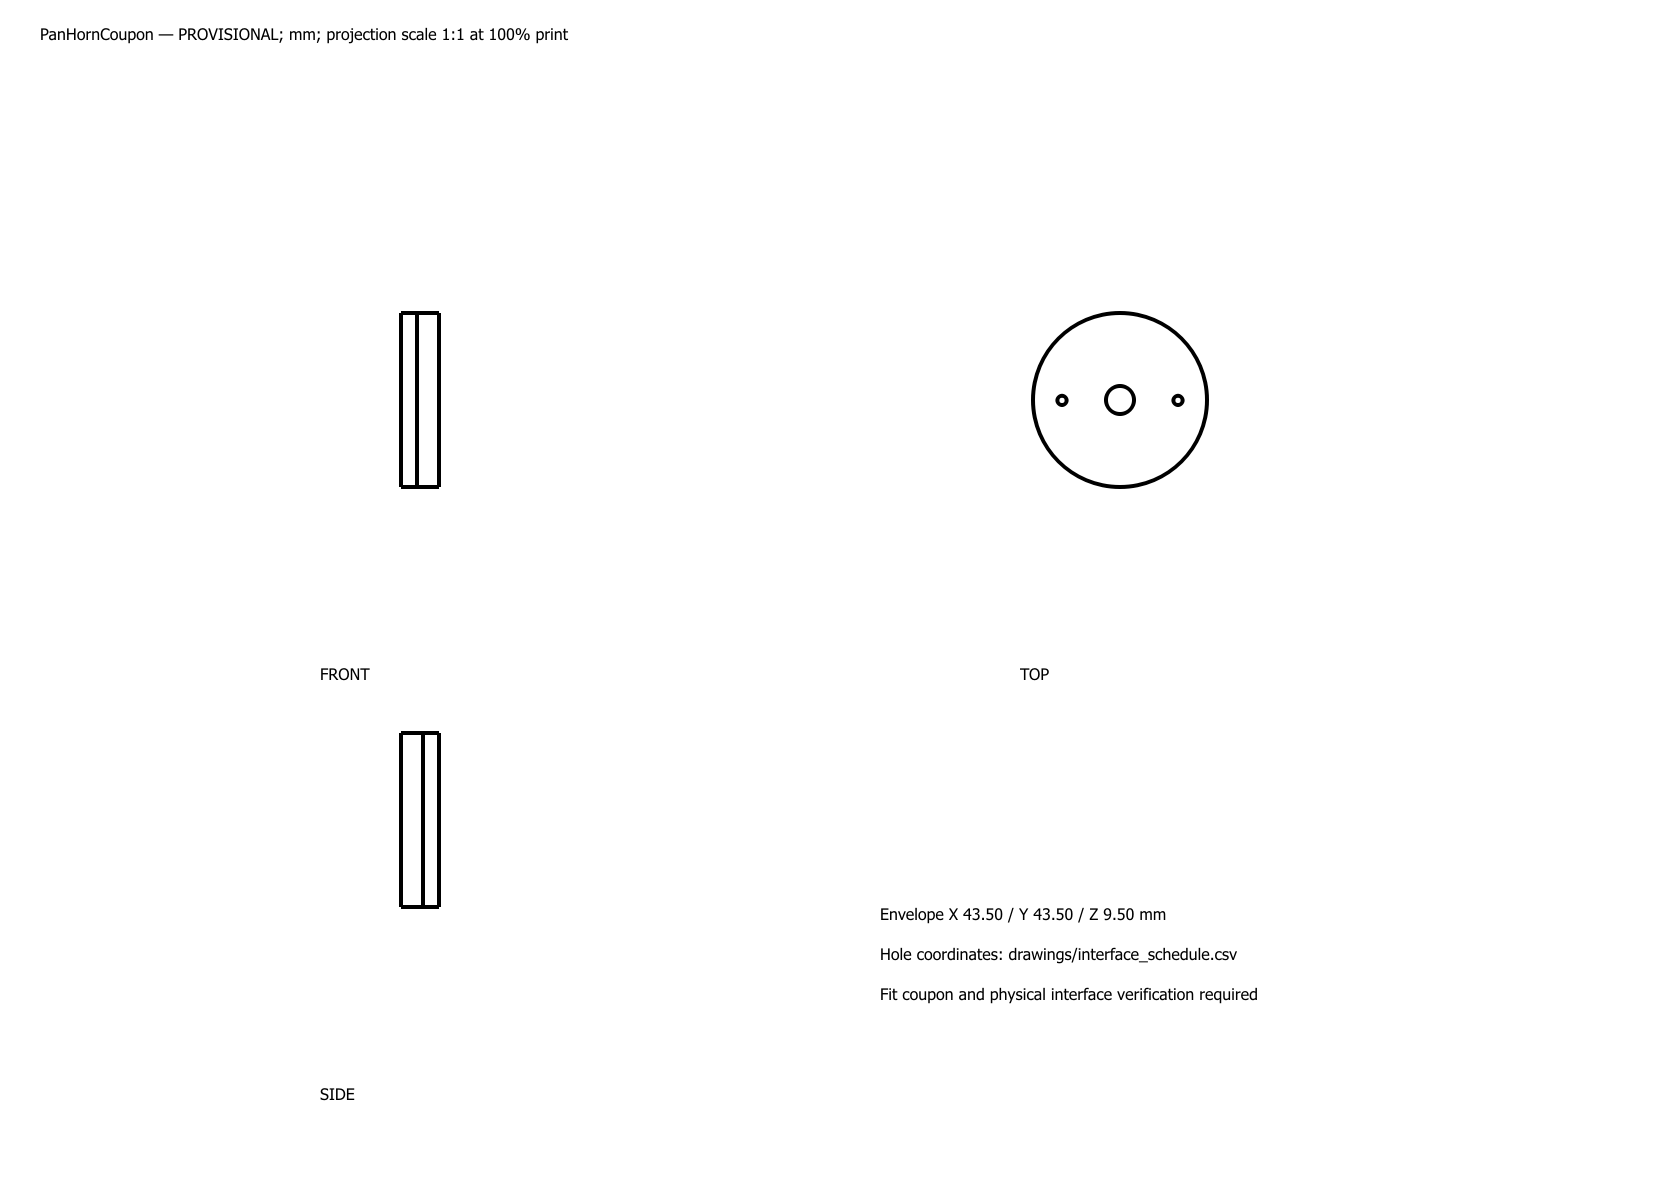 PanHornCoupon — PROVISIONAL; mm; projection scale 1:1 at 100% print
FRONT
TOP
SIDE
Envelope X 43.50 / Y 43.50 / Z 9.50 mm
Hole coordinates: drawings/interface_schedule.csv
Fit coupon and physical interface verification required